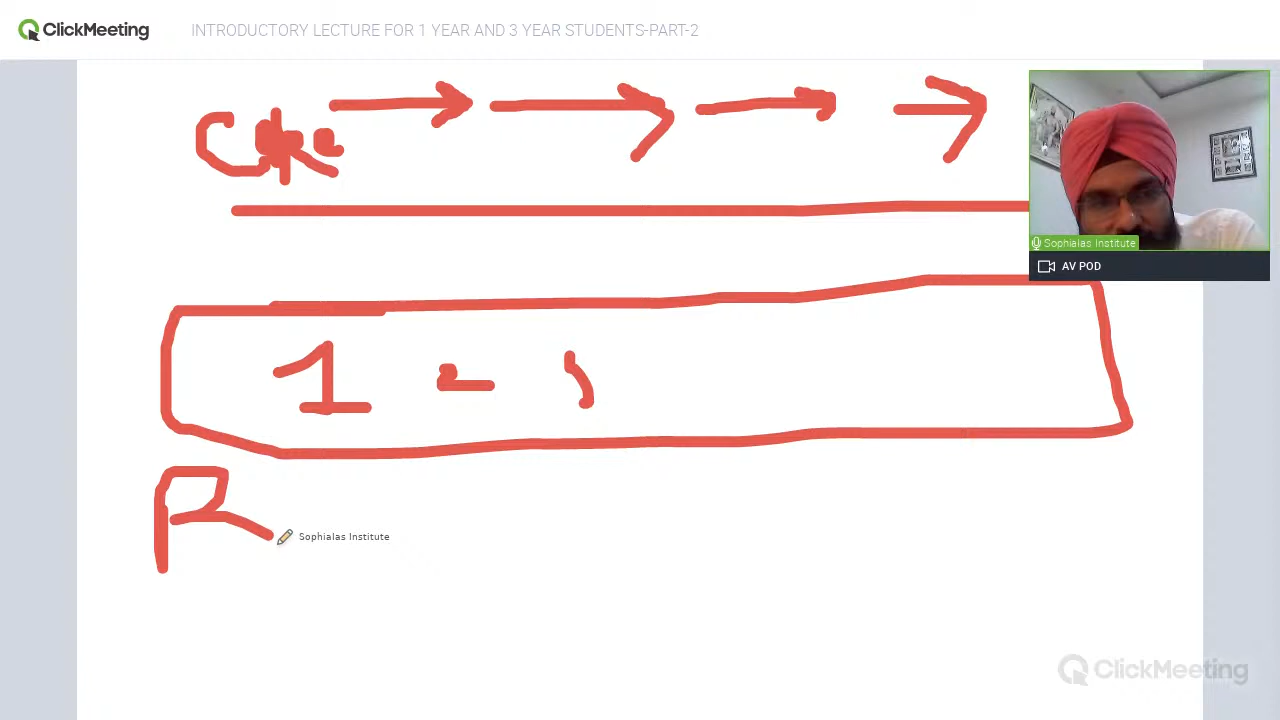 ClickMeeting INTRODUCTORY LECTURE FOR 1 YEAR AND 3 YEAR STUDENTS-PART-2
Sophialas Institute
AV POD
1 -
R
Sophialas Institute
ClickMeeting